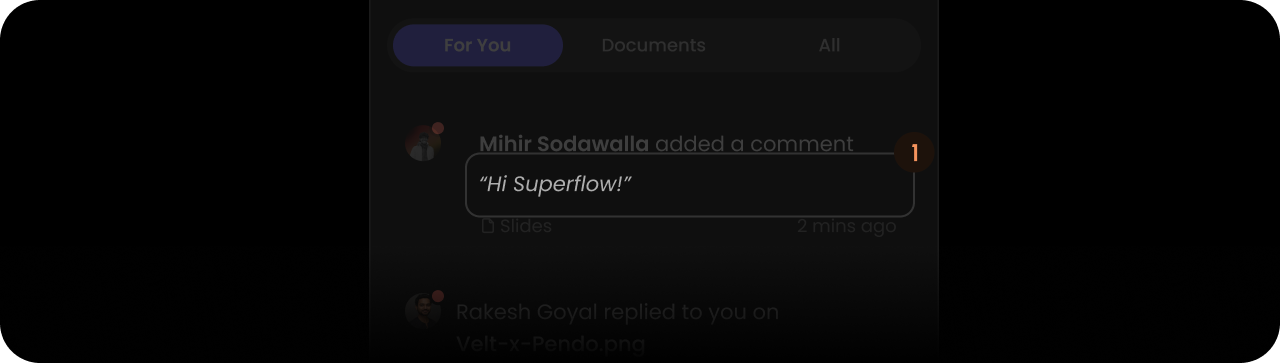 For You Documents All
Mihir Sodawalla added a comment
1
“Hi Superflow!”
Slides 2 mins ago
Rakesh Goyal replied to you on
Velt-x-Pendo.png